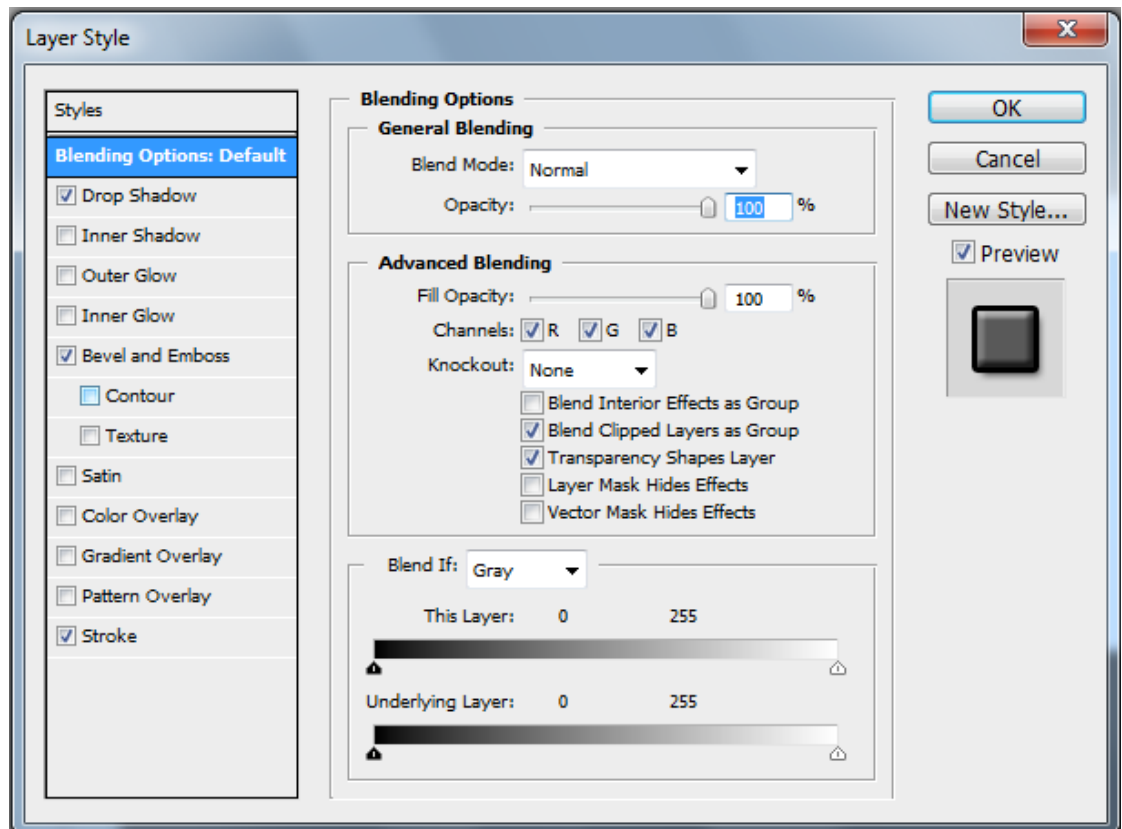 Layer Style
Styles
Blending Options: Default
Drop Shadow
Inner Shadow
Outer Glow
Inner Glow
Bevel and Emboss
Contour
Texture
Satin
Color Overlay
Gradient Overlay
Pattern Overlay
Stroke
Blending Options
General Blending
Blend Mode: Normal
Opacity: 100 %
Advanced Blending
Fill Opacity: 100 %
Channels: R G B
Knockout: None
Blend Interior Effects as Group
Blend Clipped Layers as Group
Transparency Shapes Layer
Layer Mask Hides Effects
Vector Mask Hides Effects
Blend If: Gray
This Layer: 0 255
Underlying Layer: 0 255
OK
Cancel
New Style...
Preview